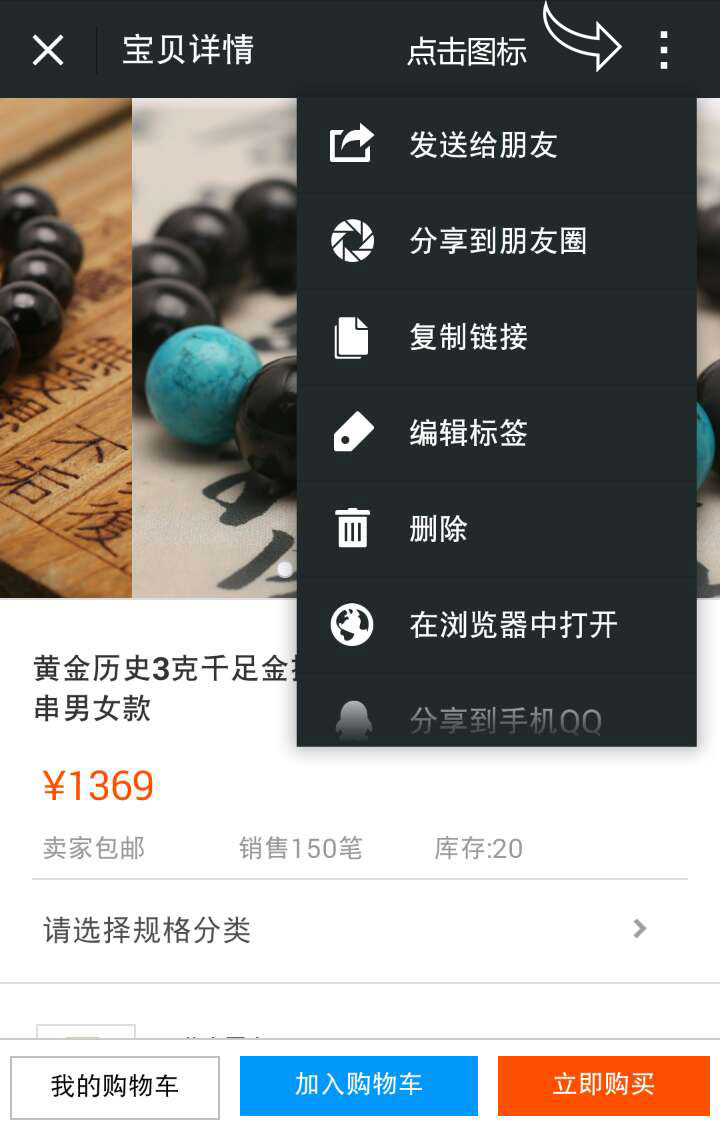 宝贝详情
点击图标
发送给朋友
分享到朋友圈
复制链接
编辑标签
删除
在浏览器中打开
分享到手机QQ
黄金历史3克千足金
串男女款
¥1369
卖家包邮
销售150笔
库存:20
请选择规格分类
我的购物车
加入购物车
立即购买